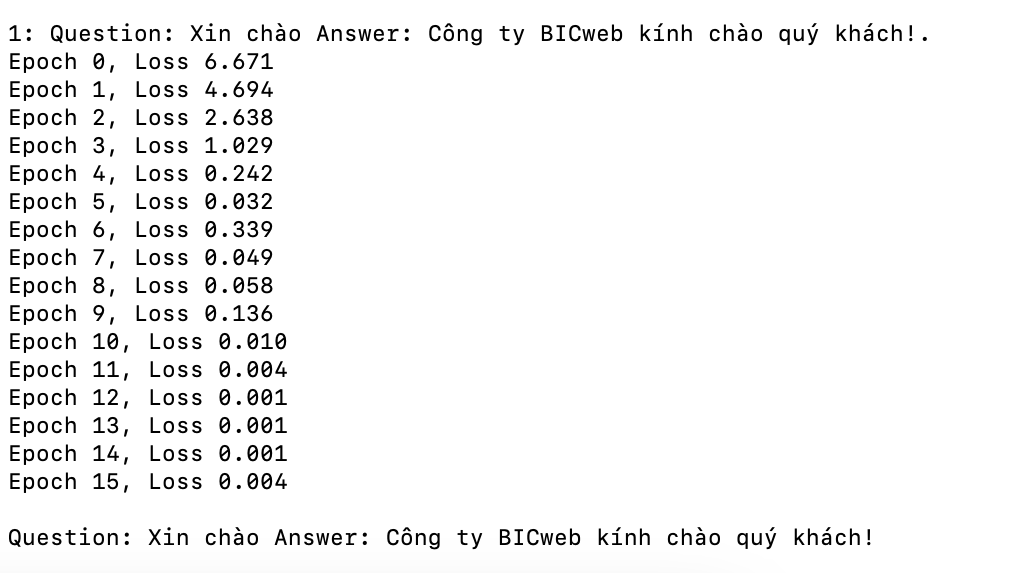 1: Question: Xin chào Answer: Công ty BICweb kính chào quý khách!.
Epoch 0, Loss 6.671
Epoch 1, Loss 4.694
Epoch 2, Loss 2.638
Epoch 3, Loss 1.029
Epoch 4, Loss 0.242
Epoch 5, Loss 0.032
Epoch 6, Loss 0.339
Epoch 7, Loss 0.049
Epoch 8, Loss 0.058
Epoch 9, Loss 0.136
Epoch 10, Loss 0.010
Epoch 11, Loss 0.004
Epoch 12, Loss 0.001
Epoch 13, Loss 0.001
Epoch 14, Loss 0.001
Epoch 15, Loss 0.004
Question: Xin chào Answer: Công ty BICweb kính chào quý khách!